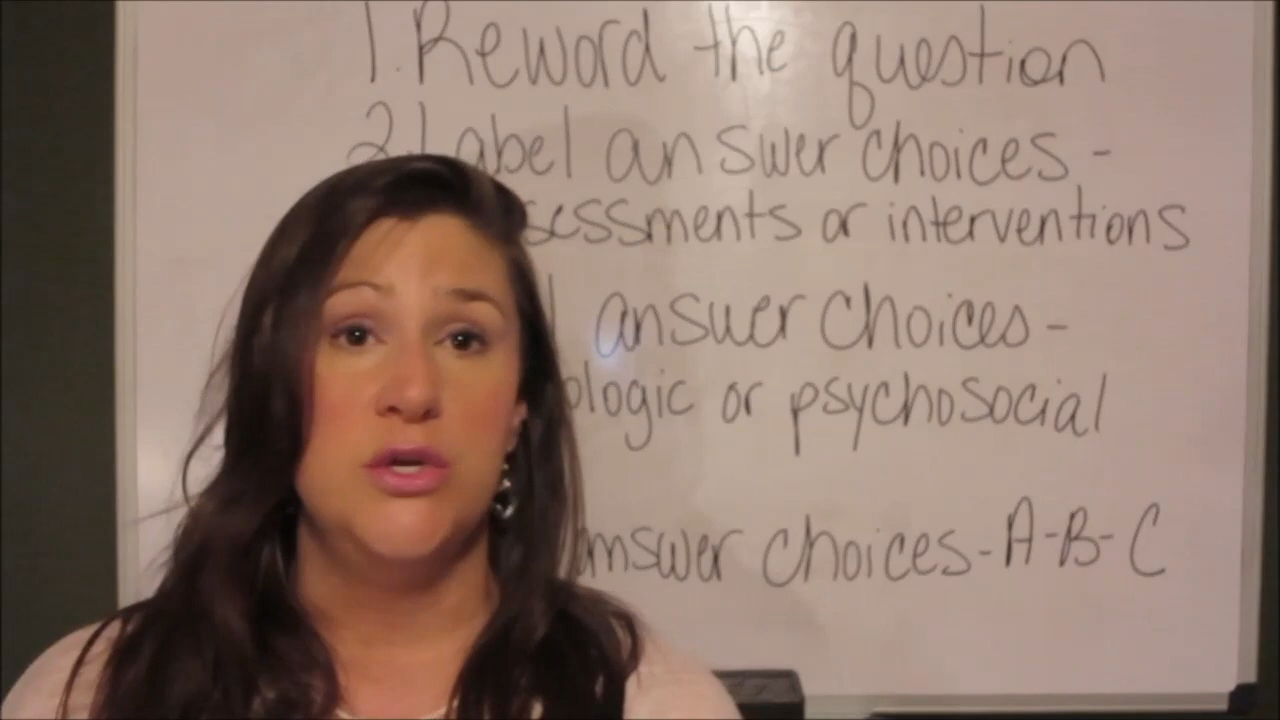 1. Reword the question
2. Label answer choices -
ssessments or interventions
answer choices -
ologic or psychosocial
answer choices - A-B-C